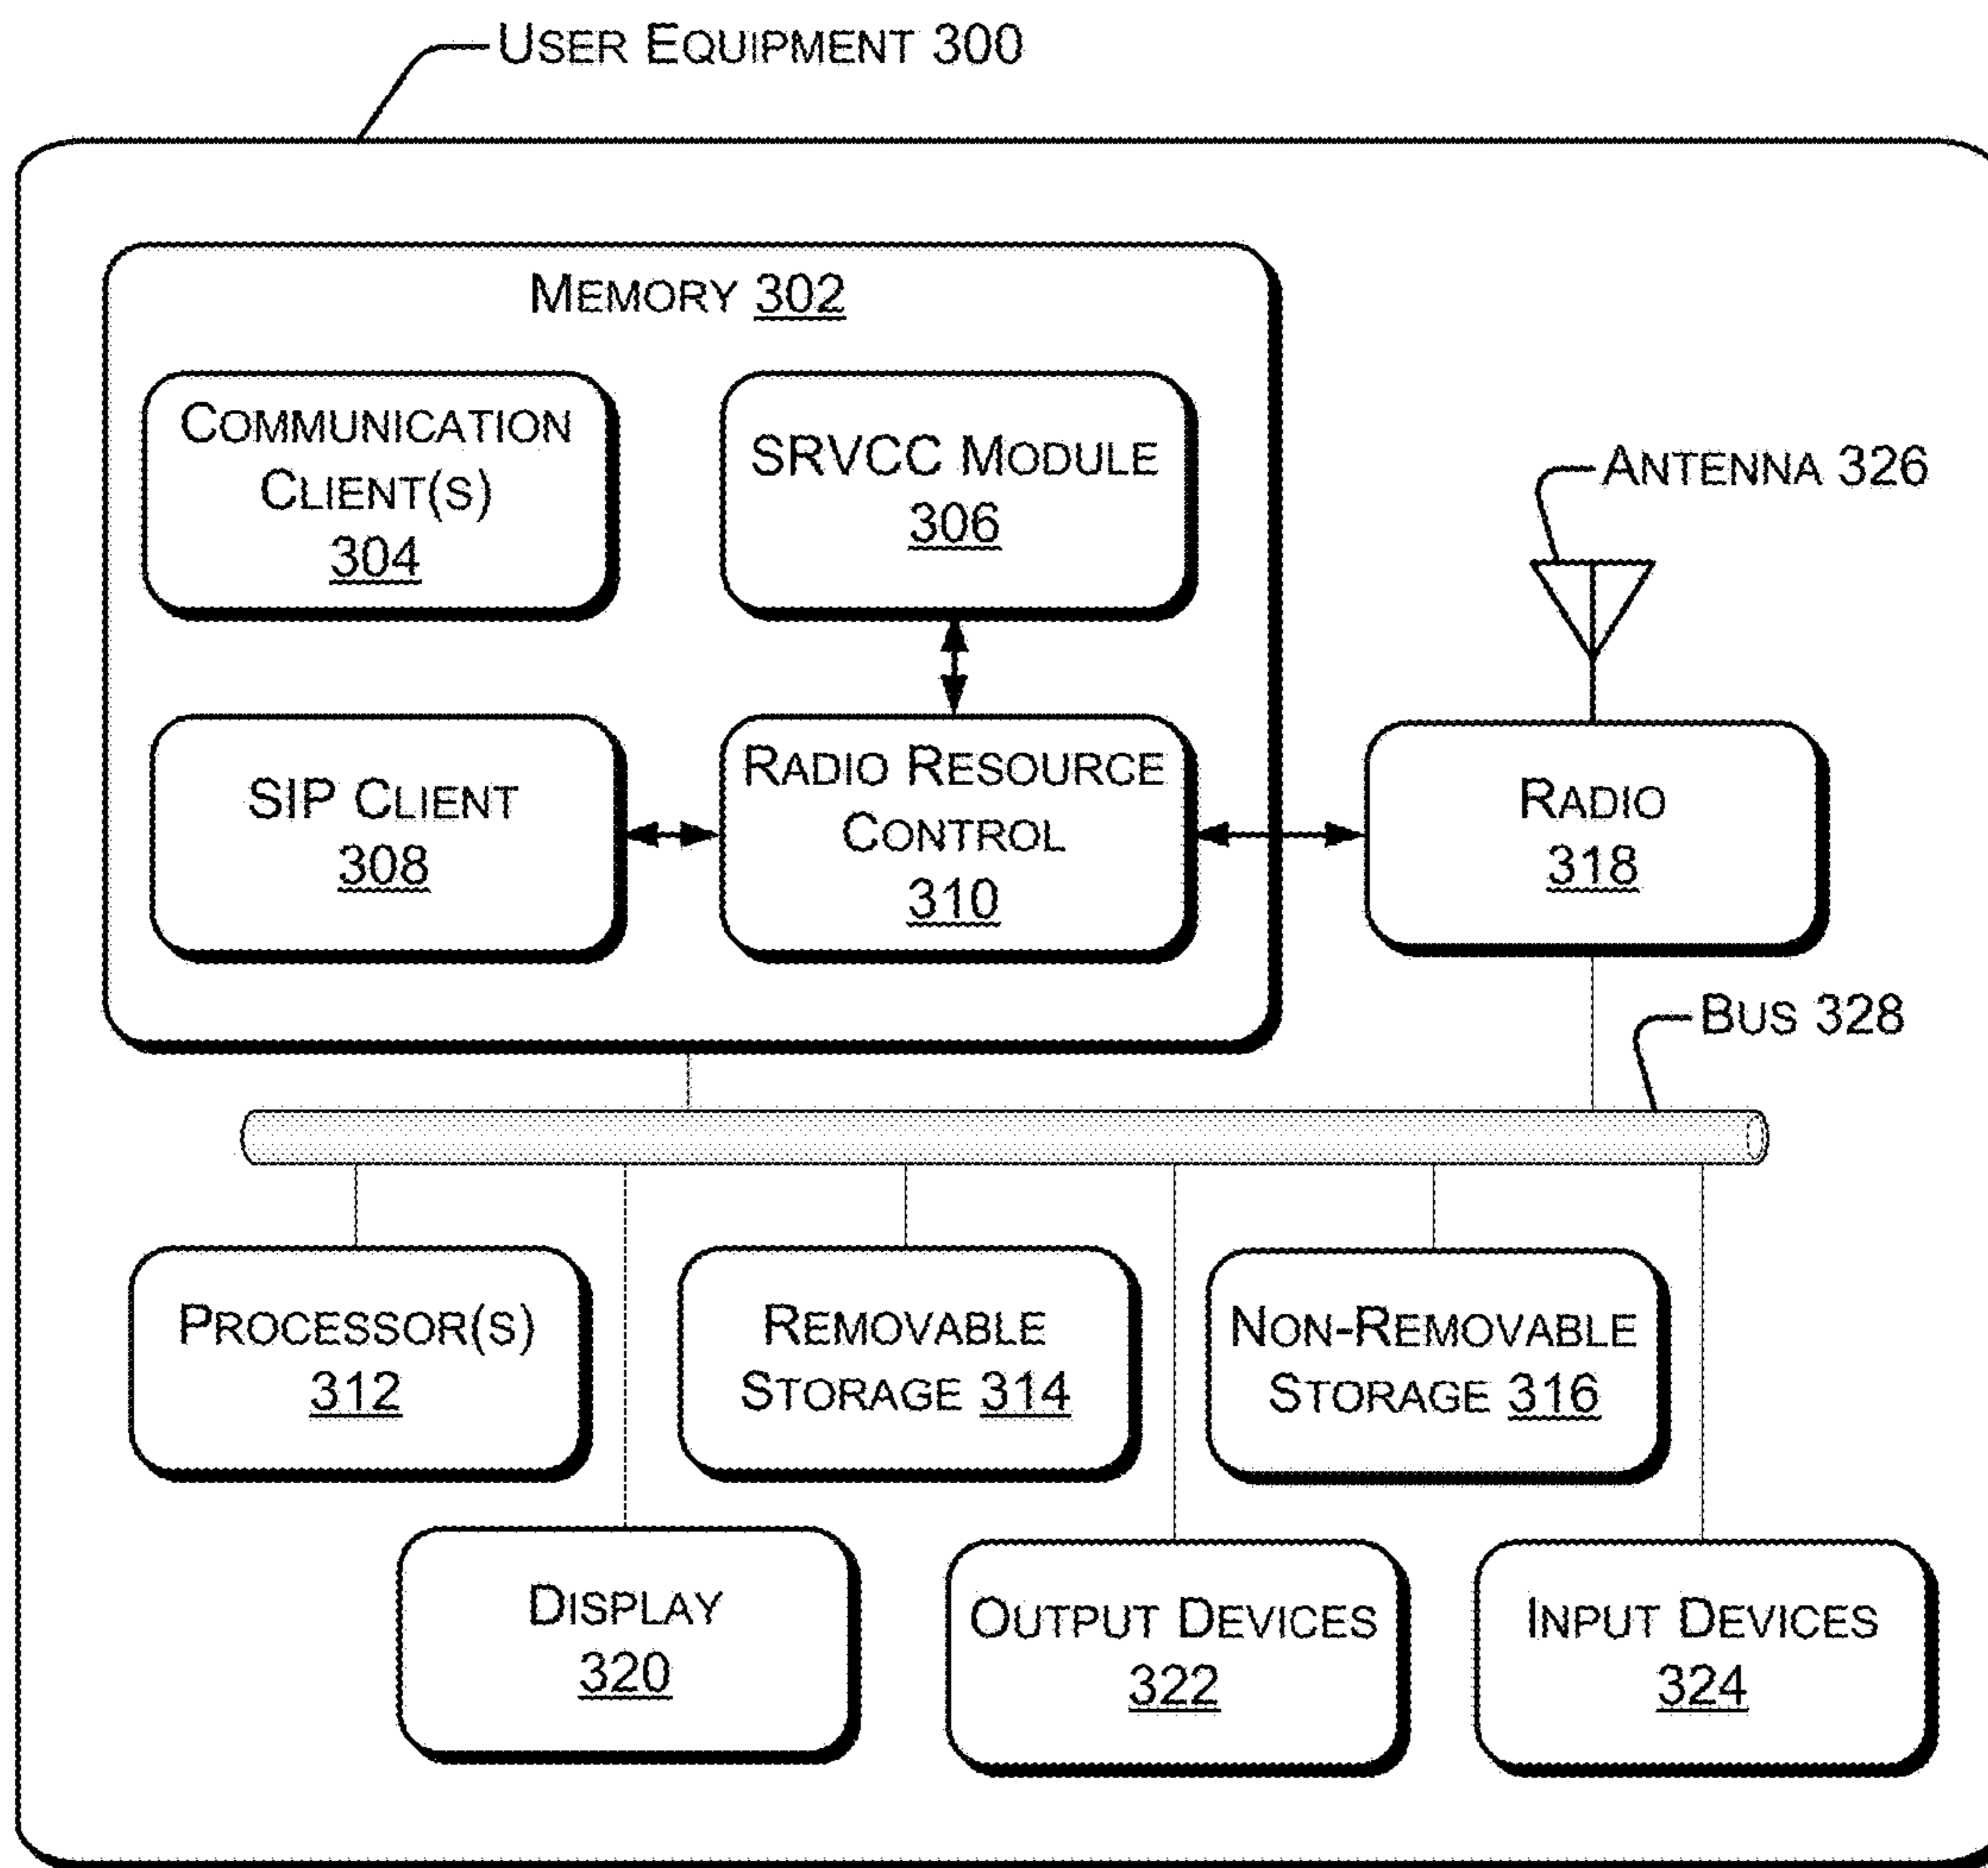 USER EQUIPMENT 300
MEMORY 302
COMMUNICATION
CLIENT(S)
304
SRVCC MODULE
306
ANTENNA 326
SIP CLIENT
308
RADIO RESOURCE
CONTROL
310
RADIO
318
BUS 328
PROCESSOR(S)
312
REMOVABLE
STORAGE 314
NON-REMOVABLE
STORAGE 316
DISPLAY
320
OUTPUT DEVICES
322
INPUT DEVICES
324